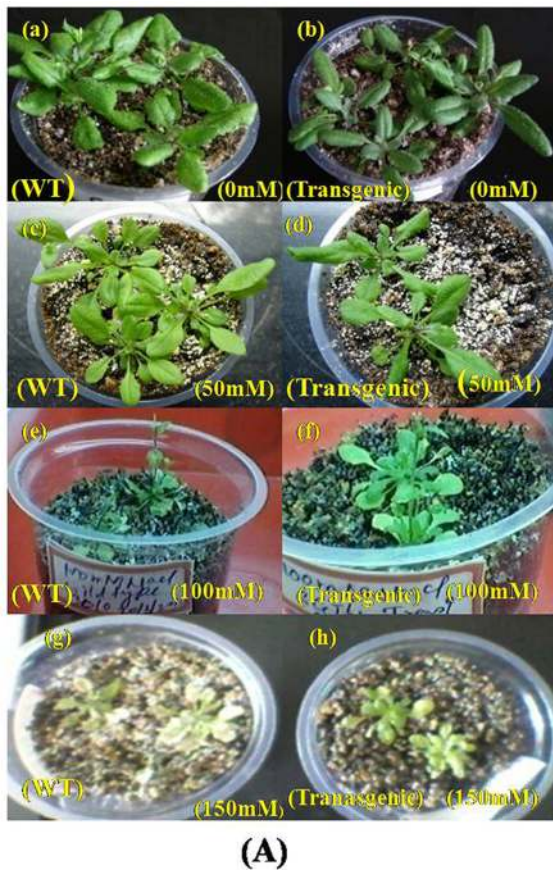 (a)
(b)
(WT)
(0mM)
(Transgenic)
(0mM)
(c)
(d)
(WT)
(50mM)
(Transgenic)
(50mM)
(e)
(f)
(WT)
(100mM)
(Transgenic)
(100mM)
(g)
(h)
(WT)
(150mM)
(Tranasgenic)
(150mM)
(A)